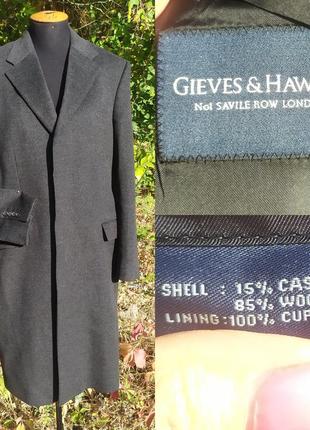 GIEVES & HAW
No1 SAVILE ROW LOND
SHELL : 15% CAS
85% WOO
LINING:100% CUP